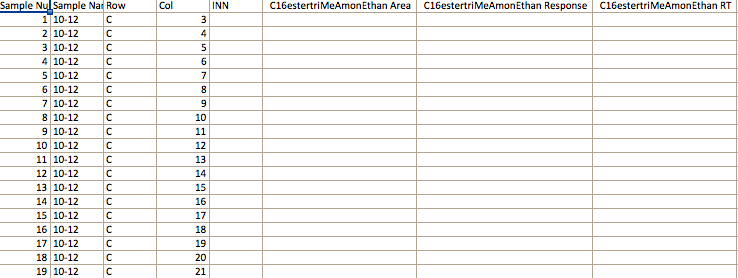 Sample Nu Sample Nar Row Col INN C16estertriMeAmonEthan Area C16estertriMeAmonEthan Response C16estertriMeAmonEthan RT
1 10-12 C 3
2 10-12 C 4
3 10-12 C 5
4 10-12 C 6
5 10-12 C 7
6 10-12 C 8
7 10-12 C 9
8 10-12 C 10
9 10-12 C 11
10 10-12 C 12
11 10-12 C 13
12 10-12 C 14
13 10-12 C 15
14 10-12 C 16
15 10-12 C 17
16 10-12 C 18
17 10-12 C 19
18 10-12 C 20
19 10-12 C 21